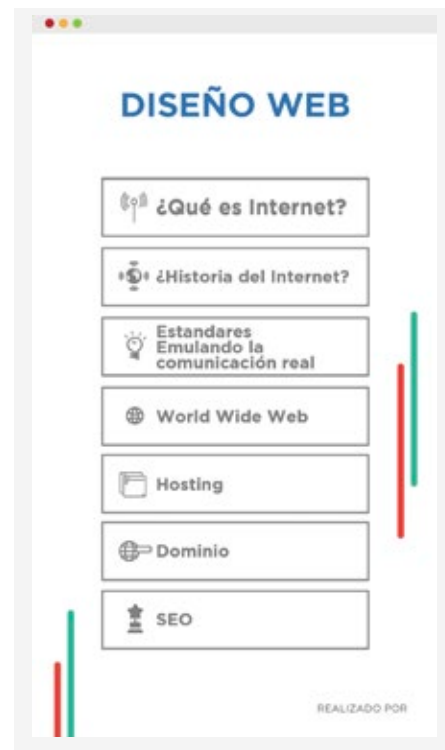 DISEÑO WEB
¿Qué es Internet?
¿Historia del Internet?
Estandares
Emulando la
comunicación real
World Wide Web
Hosting
Dominio
SEO
REALIZADO POR